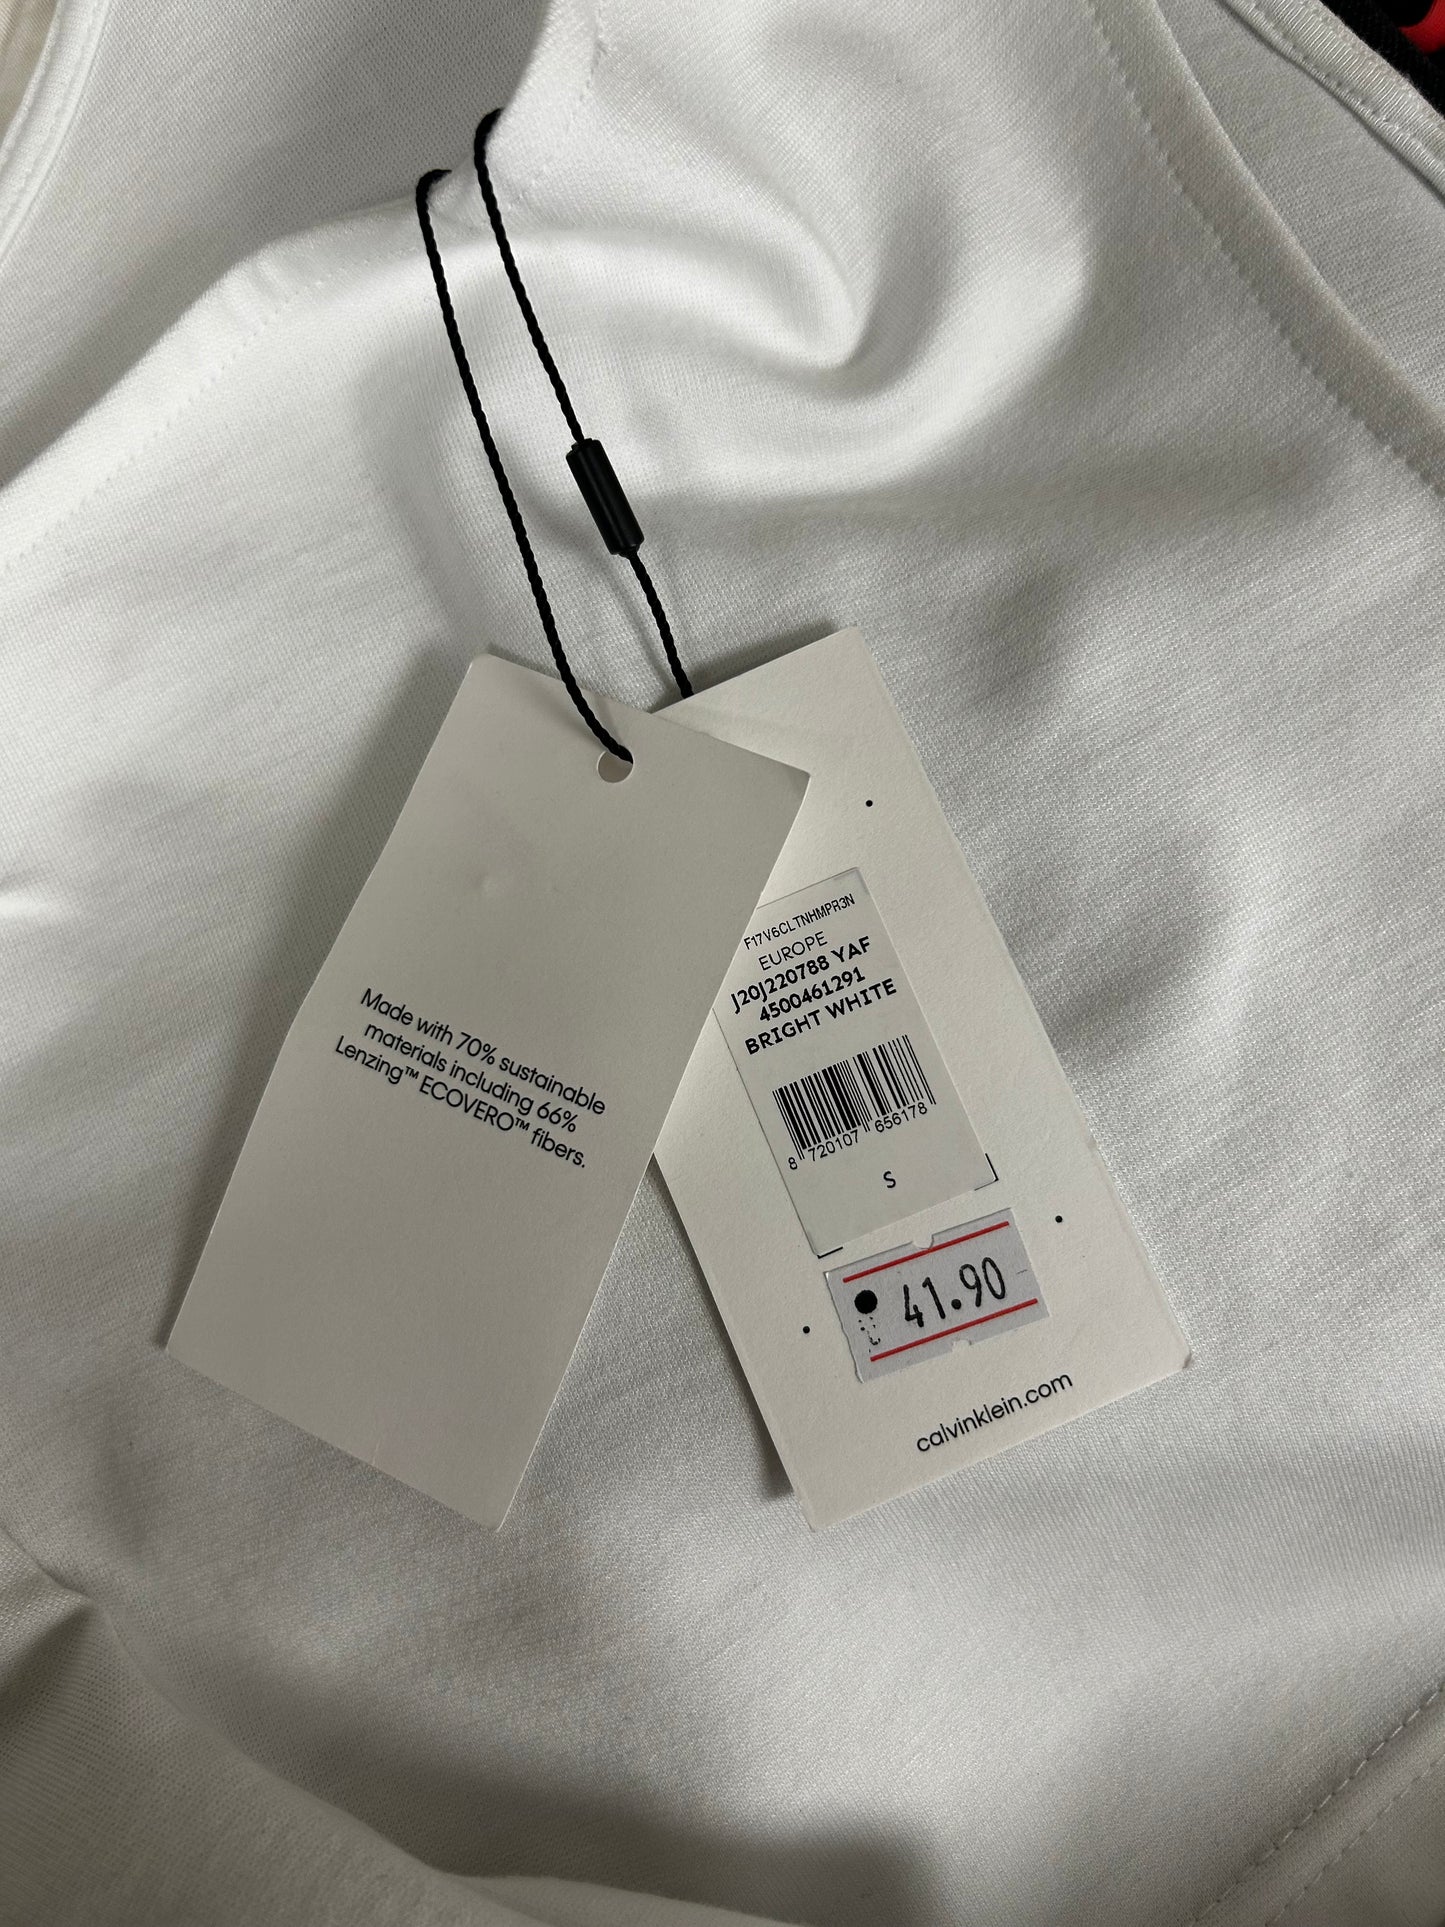 Made with 70% sustainable
materials including 66%
Lenzing™ ECOVERO™ fibers.
F17V6CLTNHMPR3N
EUROPE
J20J220788 YAF
4500461291
BRIGHT WHITE
8 720107 656178
S
41.90
calvinklein.com